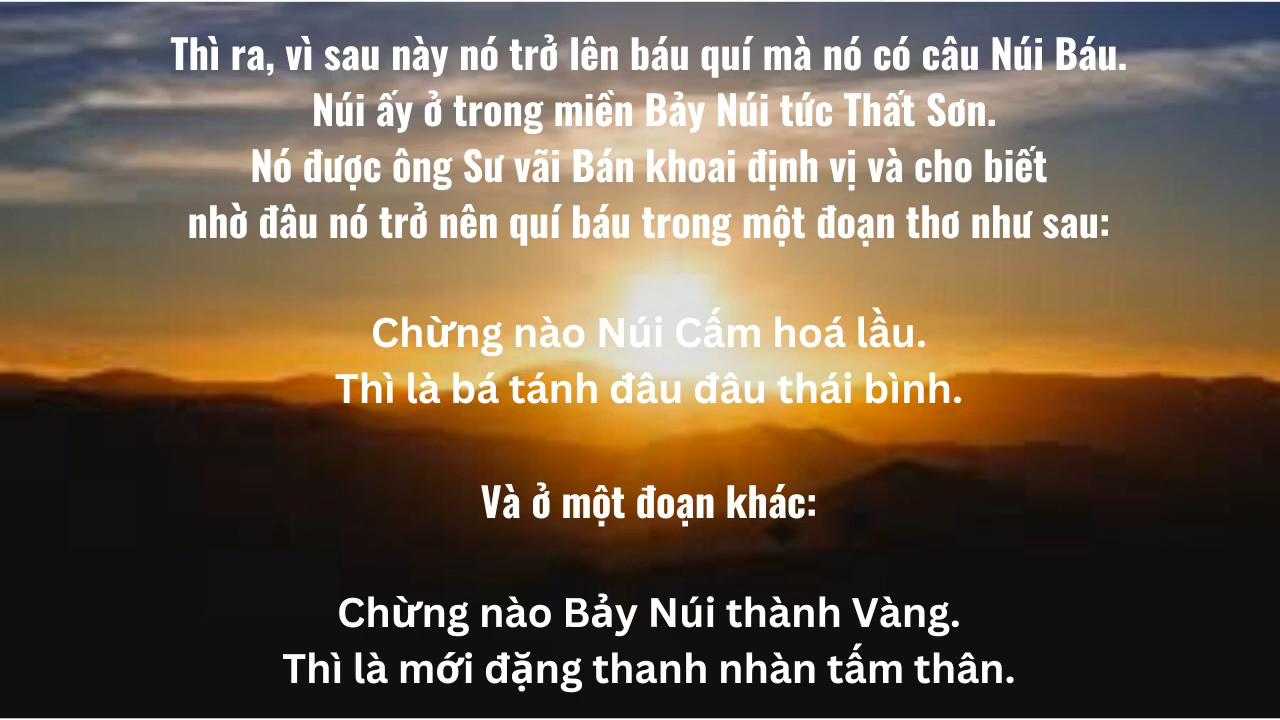 Thì ra, vì sau này nó trở lên báu quí mà nó có câu Núi Báu.
Núi ấy ở trong miền Bảy Núi tức Thất Sơn.
Nó được ông Sư vãi Bán khoai định vị và cho biết
nhờ đâu nó trở nên quí báu trong một đoạn thơ như sau:
Chừng nào Núi Cấm hoá lầu.
Thì là bá tánh đâu đâu thái bình.
Và ở một đoạn khác:
Chừng nào Bảy Núi thành Vàng.
Thì là mới đặng thanh nhàn tấm thân.